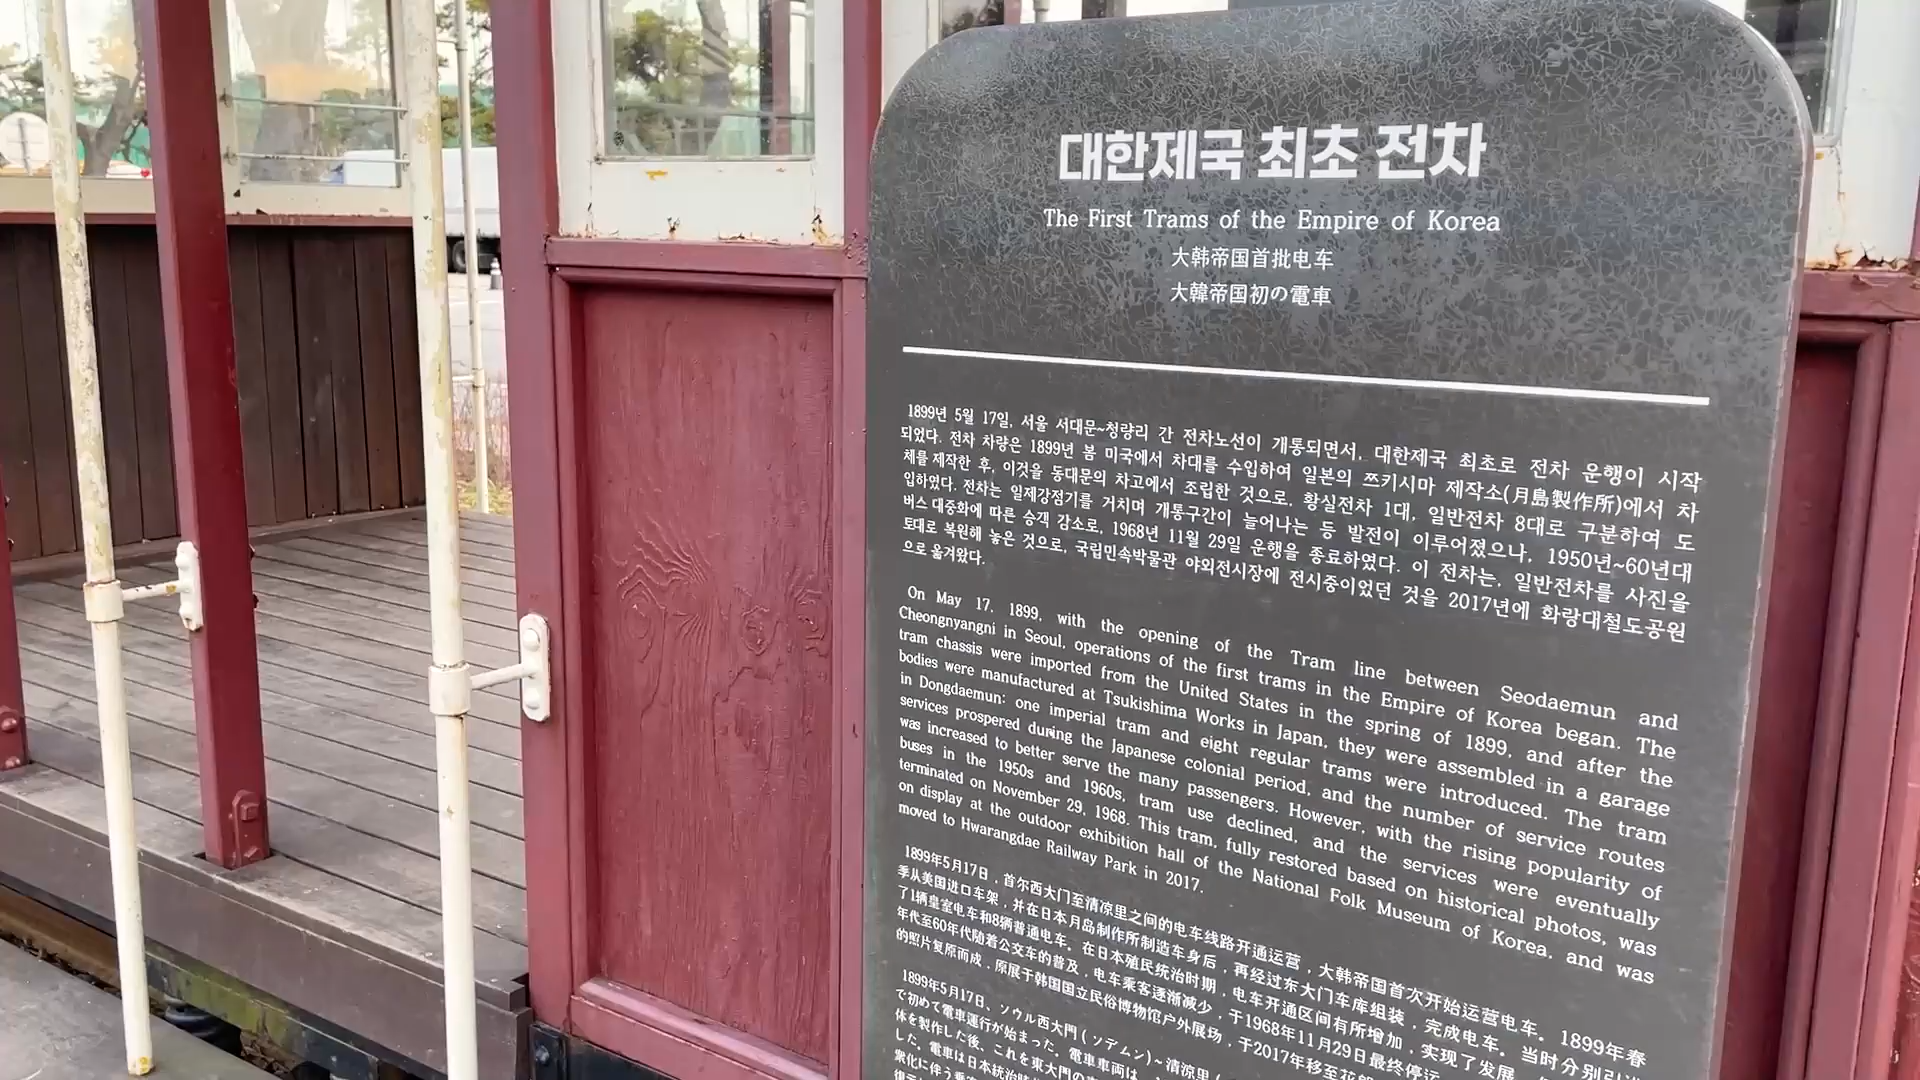 대한제국 최초 전차
The First Trams of the Empire of Korea
大韩帝国首批电车
大韓帝国初の電車
1899년 5월 17일, 서울 서대문~청량리 간 전차노선이 개통되면서, 대한제국 최초로 전차 운행이 시작
되었다. 전차 차량은 1899년 봄 미국에서 차대를 수입하여 일본의 쯔키시마 제작소(月島製作所)에서 차
체를 제작한 후, 이것을 동대문의 차고에서 조립한 것으로, 황실전차 1대, 일반전차 8대로 구분하여 도
입하였다. 전차는 일제강점기를 거치며 개통구간이 늘어나는 등 발전이 이루어졌으나, 1950년~60년대
버스 대중화에 따른 승객 감소로, 1968년 11월 29일 운행을 종료하였다. 이 전차는, 일반전차를 사진을
토대로 복원해 놓은 것으로, 국립민속박물관 야외전시장에 전시중이었던 것을 2017년에 화랑대철도공원
으로 옮겨왔다.
On May 17, 1899, with the opening of the Tram line between Seodaemun and
Cheongnyangni in Seoul, operations of the first trams in the Empire of Korea began. The
tram chassis were imported from the United States in the spring of 1899, and after the
bodies were manufactured at Tsukishima Works in Japan, they were assembled in a garage
in Dongdaemun: one imperial tram and eight regular trams were introduced. The tram
services prospered during the Japanese colonial period, and the number of service routes
was increased to better serve the many passengers. However, with the rising popularity of
buses in the 1950s and 1960s, tram use declined, and the services were eventually
terminated on November 29, 1968. This tram, fully restored based on historical photos, was
on display at the outdoor exhibition hall of the National Folk Museum of Korea, and was
moved to Hwarangdae Railway Park in 2017.
1899年5月17日，首尔西大门至清凉里之间的电车线路开通运营，大韩帝国首次开始运营电车。1899年春
季从美国进口车架，并在日本月岛制作所制造车身后，再经过东大门车库组装，完成电车。当时分别引进
了1辆皇室电车和8辆普通电车。在日本殖民统治时期，电车开通区间有所增加，实现了发展，
年代至60年代随着公交车的普及，电车乘客逐渐减少，于1968年11月29日最终停运。
的照片复原而成，原展于韩国国立民俗博物馆户外展场，于2017年移至花郎
1899年5月17日、ソウル西大門(ソデムン)~清涼里(
で初めて電車運行が始まった。電車車両は、
体を製作した後、これを東大門の車
した。電車は日本統治時
衆化に伴う乗